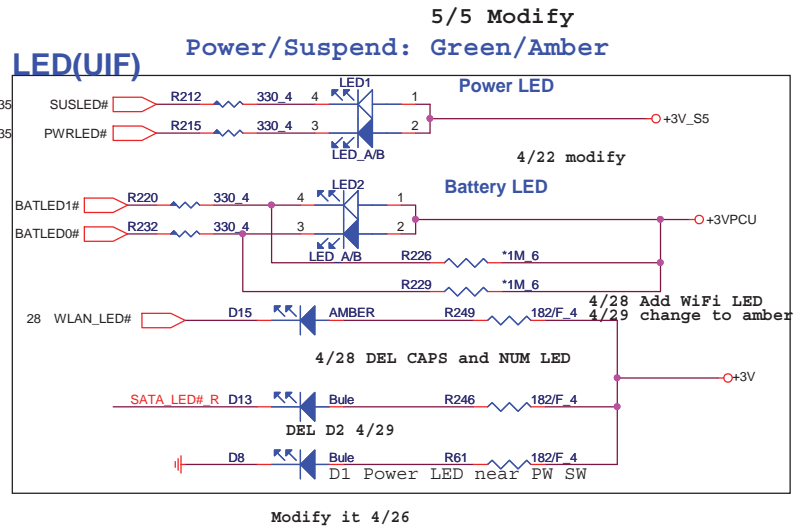 5/5 Modify
Power/Suspend: Green/Amber
LED(UIF)
35 SUSLED# R212 330_4 4 LED1 1 Power LED
+3V_S5
35 PWRLED# R215 330_4 3 2
LED_A/B
4/22 modify
BATLED1# R220 330_4 4 LED2 1 Battery LED
+3VPCU
BATLED0# R232 330_4 3 2
LED_A/B
R226 *1M_6
R229 *1M_6
4/28 Add WiFi LED
4/29 change to amber
28 WLAN_LED# D15 AMBER R249 182/F_4
4/28 DEL CAPS and NUM LED
+3V
SATA_LED#_R D13 Bule R246 182/F_4
DEL D2 4/29
D8 Bule R61 182/F_4
D1 Power LED near PW SW
Modify it 4/26